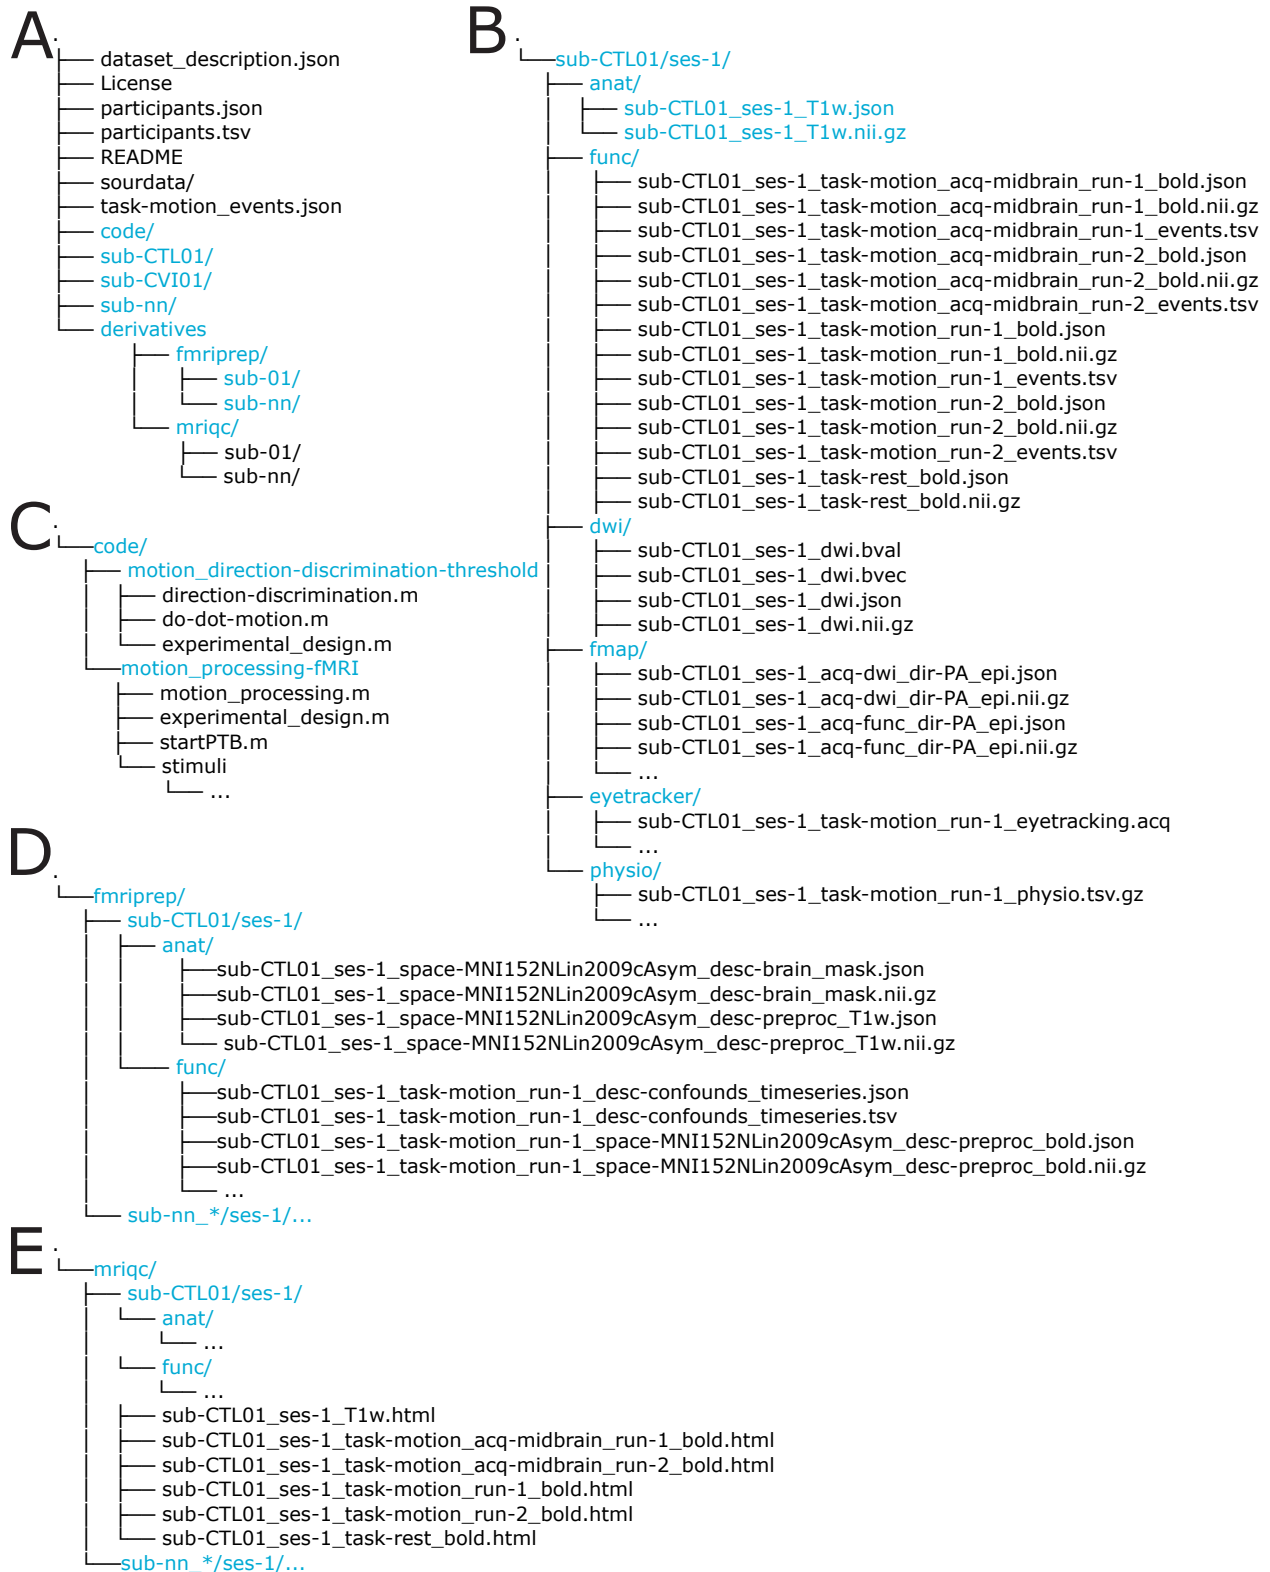 A
.
dataset_description.json
License
participants.json
participants.tsv
README
sourdata/
task-motion_events.json
code/
sub-CTL01/
sub-CVI01/
sub-nn/
derivatives
fmriprep/
sub-01/
sub-nn/
mriqc/
sub-01/
sub-nn/
B
.
sub-CTL01/ses-1/
anat/
sub-CTL01_ses-1_T1w.json
sub-CTL01_ses-1_T1w.nii.gz
func/
sub-CTL01_ses-1_task-motion_acq-midbrain_run-1_bold.json
sub-CTL01_ses-1_task-motion_acq-midbrain_run-1_bold.nii.gz
sub-CTL01_ses-1_task-motion_acq-midbrain_run-1_events.tsv
sub-CTL01_ses-1_task-motion_acq-midbrain_run-2_bold.json
sub-CTL01_ses-1_task-motion_acq-midbrain_run-2_bold.nii.gz
sub-CTL01_ses-1_task-motion_acq-midbrain_run-2_events.tsv
sub-CTL01_ses-1_task-motion_run-1_bold.json
sub-CTL01_ses-1_task-motion_run-1_bold.nii.gz
sub-CTL01_ses-1_task-motion_run-1_events.tsv
sub-CTL01_ses-1_task-motion_run-2_bold.json
sub-CTL01_ses-1_task-motion_run-2_bold.nii.gz
sub-CTL01_ses-1_task-motion_run-2_events.tsv
sub-CTL01_ses-1_task-rest_bold.json
sub-CTL01_ses-1_task-rest_bold.nii.gz
dwi/
sub-CTL01_ses-1_dwi.bval
sub-CTL01_ses-1_dwi.bvec
sub-CTL01_ses-1_dwi.json
sub-CTL01_ses-1_dwi.nii.gz
fmap/
sub-CTL01_ses-1_acq-dwi_dir-PA_epi.json
sub-CTL01_ses-1_acq-dwi_dir-PA_epi.nii.gz
sub-CTL01_ses-1_acq-func_dir-PA_epi.json
sub-CTL01_ses-1_acq-func_dir-PA_epi.nii.gz
...
eyetracker/
sub-CTL01_ses-1_task-motion_run-1_eyetracking.acq
...
physio/
sub-CTL01_ses-1_task-motion_run-1_physio.tsv.gz
...
C
.
code/
motion_direction-discrimination-threshold
direction-discrimination.m
do-dot-motion.m
experimental_design.m
motion_processing-fMRI
motion_processing.m
experimental_design.m
startPTB.m
stimuli
...
D
.
fmriprep/
sub-CTL01/ses-1/
anat/
sub-CTL01_ses-1_space-MNI152NLin2009cAsym_desc-brain_mask.json
sub-CTL01_ses-1_space-MNI152NLin2009cAsym_desc-brain_mask.nii.gz
sub-CTL01_ses-1_space-MNI152NLin2009cAsym_desc-preproc_T1w.json
sub-CTL01_ses-1_space-MNI152NLin2009cAsym_desc-preproc_T1w.nii.gz
func/
sub-CTL01_ses-1_task-motion_run-1_desc-confounds_timeseries.json
sub-CTL01_ses-1_task-motion_run-1_desc-confounds_timeseries.tsv
sub-CTL01_ses-1_task-motion_run-1_space-MNI152NLin2009cAsym_desc-preproc_bold.json
sub-CTL01_ses-1_task-motion_run-1_space-MNI152NLin2009cAsym_desc-preproc_bold.nii.gz
...
sub-nn_*/ses-1/...
E
.
mriqc/
sub-CTL01/ses-1/
anat/
...
func/
...
sub-CTL01_ses-1_T1w.html
sub-CTL01_ses-1_task-motion_acq-midbrain_run-1_bold.html
sub-CTL01_ses-1_task-motion_acq-midbrain_run-2_bold.html
sub-CTL01_ses-1_task-motion_run-1_bold.html
sub-CTL01_ses-1_task-motion_run-2_bold.html
sub-CTL01_ses-1_task-rest_bold.html
sub-nn_*/ses-1/...